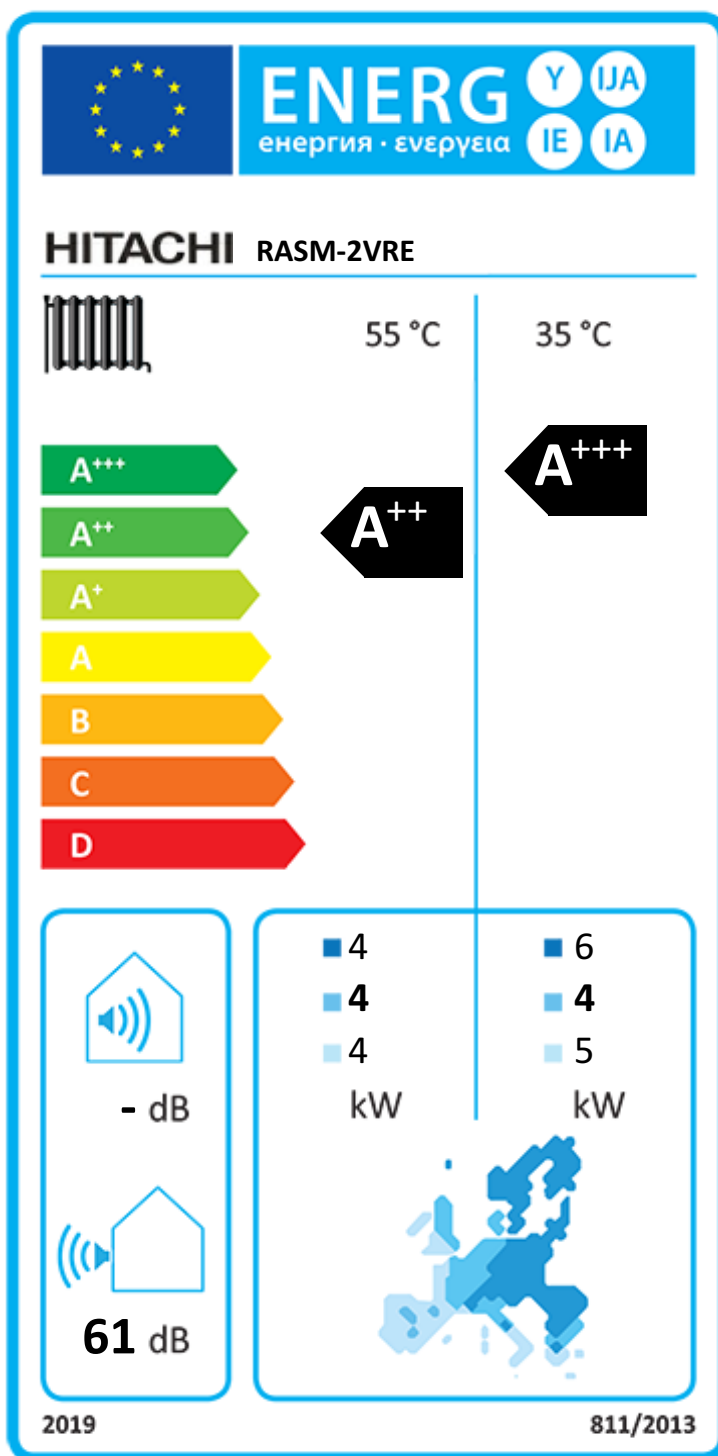 ENERG Y IJA
енергия · ενεργεια IE IA
HITACHI RASM-2VRE
55 °C 35 °C
A+++
A+++
A++
A++
A+
A
B
C
D
4 6
4 4
4 5
kW kW
- dB
61 dB
2019 811/2013